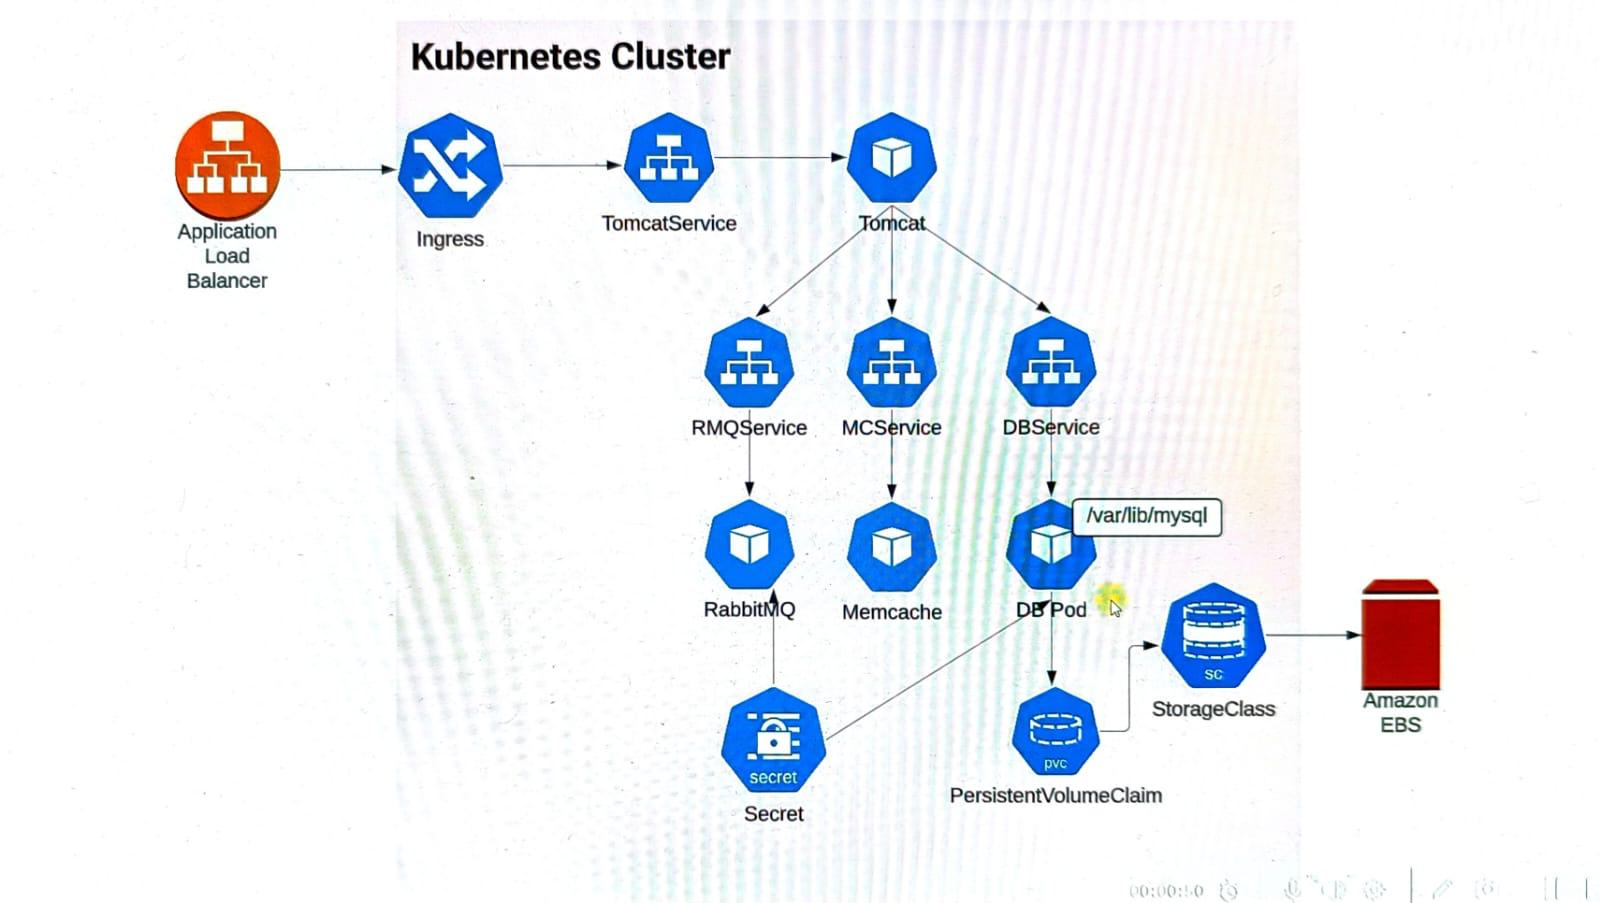 Kubernetes Cluster
Application
Load
Balancer
Ingress
TomcatService
Tomcat
RMQService
MCService
DBService
/var/lib/mysql
RabbitMQ
Memcache
DB Pod
sc
StorageClass
Amazon
EBS
secret
Secret
pvc
PersistentVolumeClaim
00:00:50